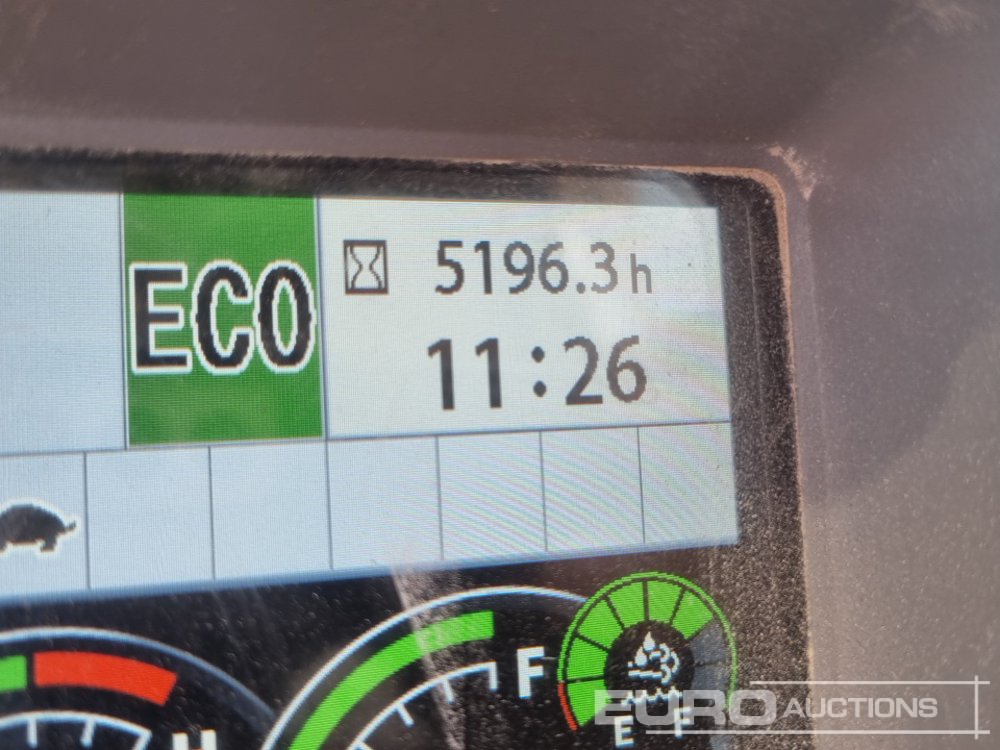 ECO
5196.3 h
11:26
F
H
E F
EURO AUCTIONS